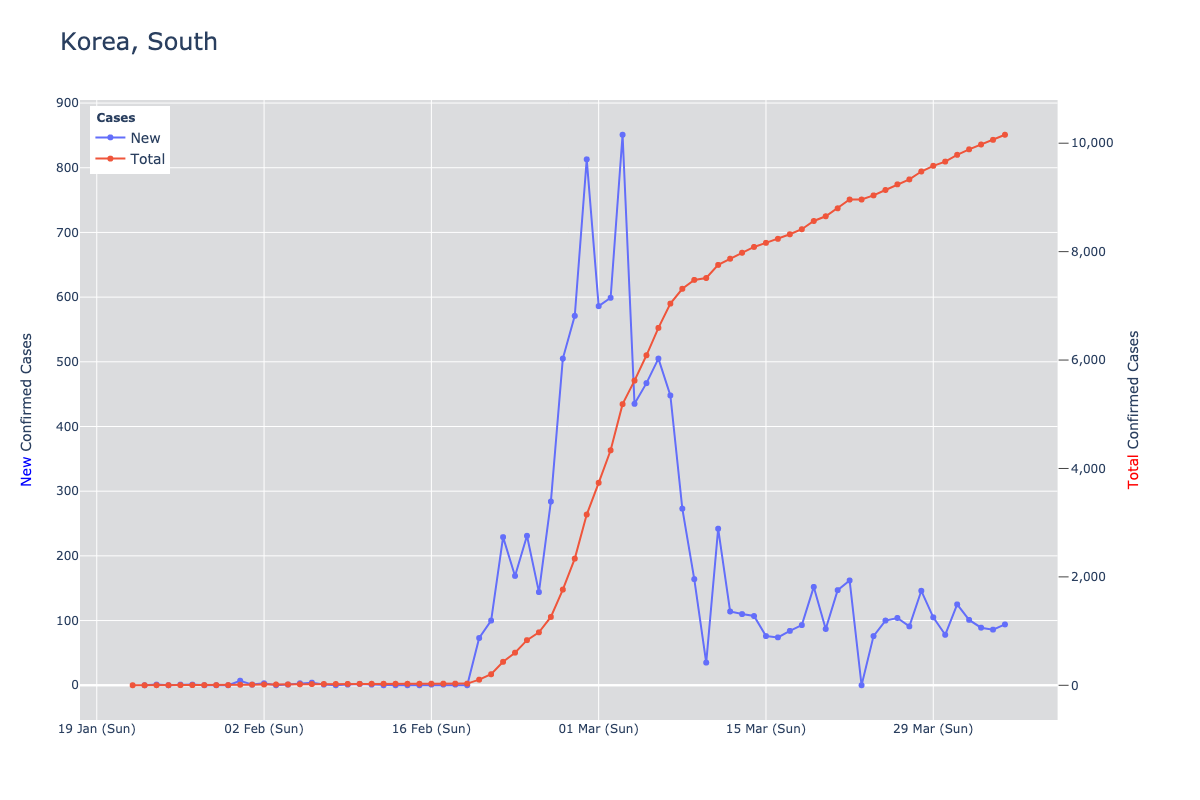 Korea, South
Cases
New
Total
900
800
700
600
500
400
300
200
100
0
New Confirmed Cases
10,000
8,000
6,000
4,000
2,000
0
Total Confirmed Cases
19 Jan (Sun) 02 Feb (Sun) 16 Feb (Sun) 01 Mar (Sun) 15 Mar (Sun) 29 Mar (Sun)